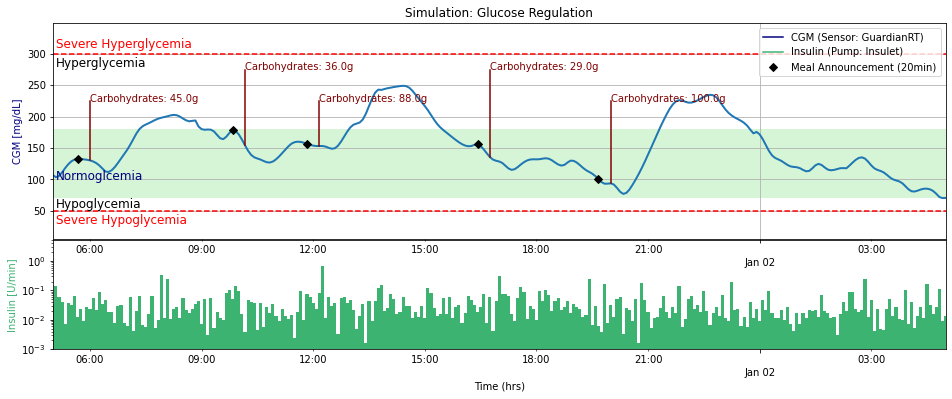 Simulation: Glucose Regulation
CGM [mg/dL]
300
250
200
150
100
50
Severe Hyperglycemia
Hyperglycemia
Normoglcemia
Hypoglycemia
Severe Hypoglycemia
Carbohydrates: 45.0g
Carbohydrates: 36.0g
Carbohydrates: 88.0g
Carbohydrates: 29.0g
Carbohydrates: 100.0g
CGM (Sensor: GuardianRT)
Insulin (Pump: Insulet)
Meal Announcement (20min)
06:00
09:00
12:00
15:00
18:00
21:00
Jan 02
03:00
Insulin [U/min]
10⁰
10⁻¹
10⁻²
10⁻³
06:00
09:00
12:00
15:00
18:00
21:00
Jan 02
03:00
Time (hrs)